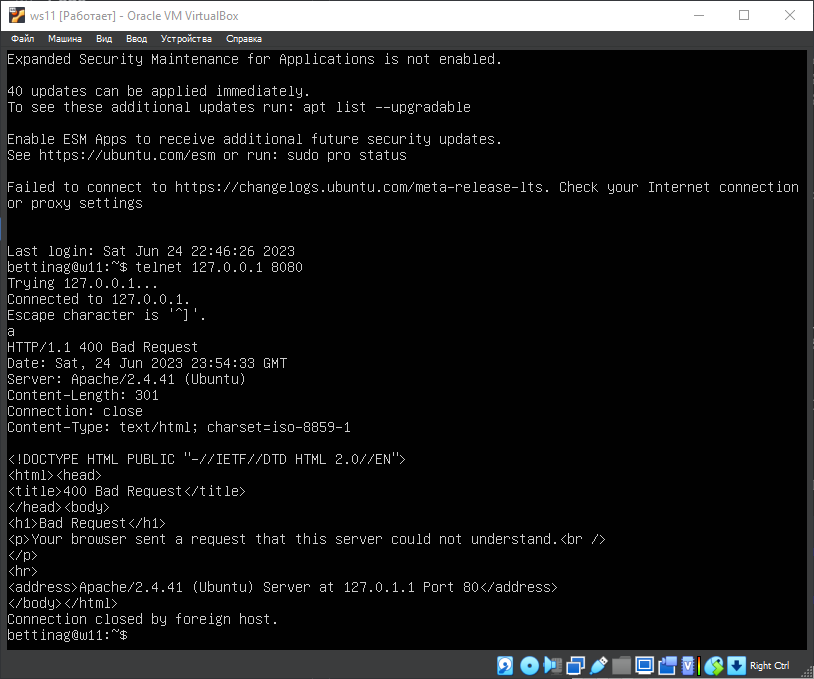 ws11 [Работает] - Oracle VM VirtualBox
Файл Машина Вид Ввод Устройства Справка
Expanded Security Maintenance for Applications is not enabled.
40 updates can be applied immediately.
To see these additional updates run: apt list --upgradable
Enable ESM Apps to receive additional future security updates.
See https://ubuntu.com/esm or run: sudo pro status
Failed to connect to https://changelogs.ubuntu.com/meta-release-lts. Check your Internet connection
or proxy settings
Last login: Sat Jun 24 22:46:26 2023
bettinag@w11:~$ telnet 127.0.0.1 8080
Trying 127.0.0.1...
Connected to 127.0.0.1.
Escape character is '^]'.
a
HTTP/1.1 400 Bad Request
Date: Sat, 24 Jun 2023 23:54:33 GMT
Server: Apache/2.4.41 (Ubuntu)
Content-Length: 301
Connection: close
Content-Type: text/html; charset=iso-8859-1
<!DOCTYPE HTML PUBLIC "-//IETF//DTD HTML 2.0//EN">
<html><head>
<title>400 Bad Request</title>
</head><body>
<h1>Bad Request</h1>
<p>Your browser sent a request that this server could not understand.<br />
</p>
<hr>
<address>Apache/2.4.41 (Ubuntu) Server at 127.0.1.1 Port 80</address>
</body></html>
Connection closed by foreign host.
bettinag@w11:~$
Right Ctrl